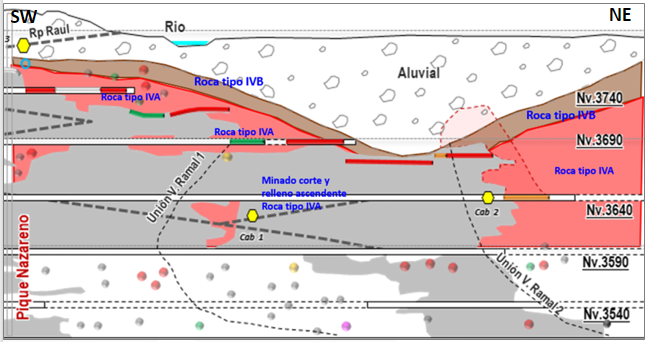 SW
NE
Rp Raul
3
Rio
Aluvial
Roca tipo IVB
Nv.3740
Roca tipo IVA
Roca tipo IVB
Roca tipo IVA
Nv.3690
Roca tipo IVA
Minado corte y
relleno ascendente
Roca tipo IVA
Unión V. Ramal 1
Cab 1
Cab 2
Nv.3640
Pique Nazareno
Nv.3590
Unión V. Ramal 2
Nv.3540